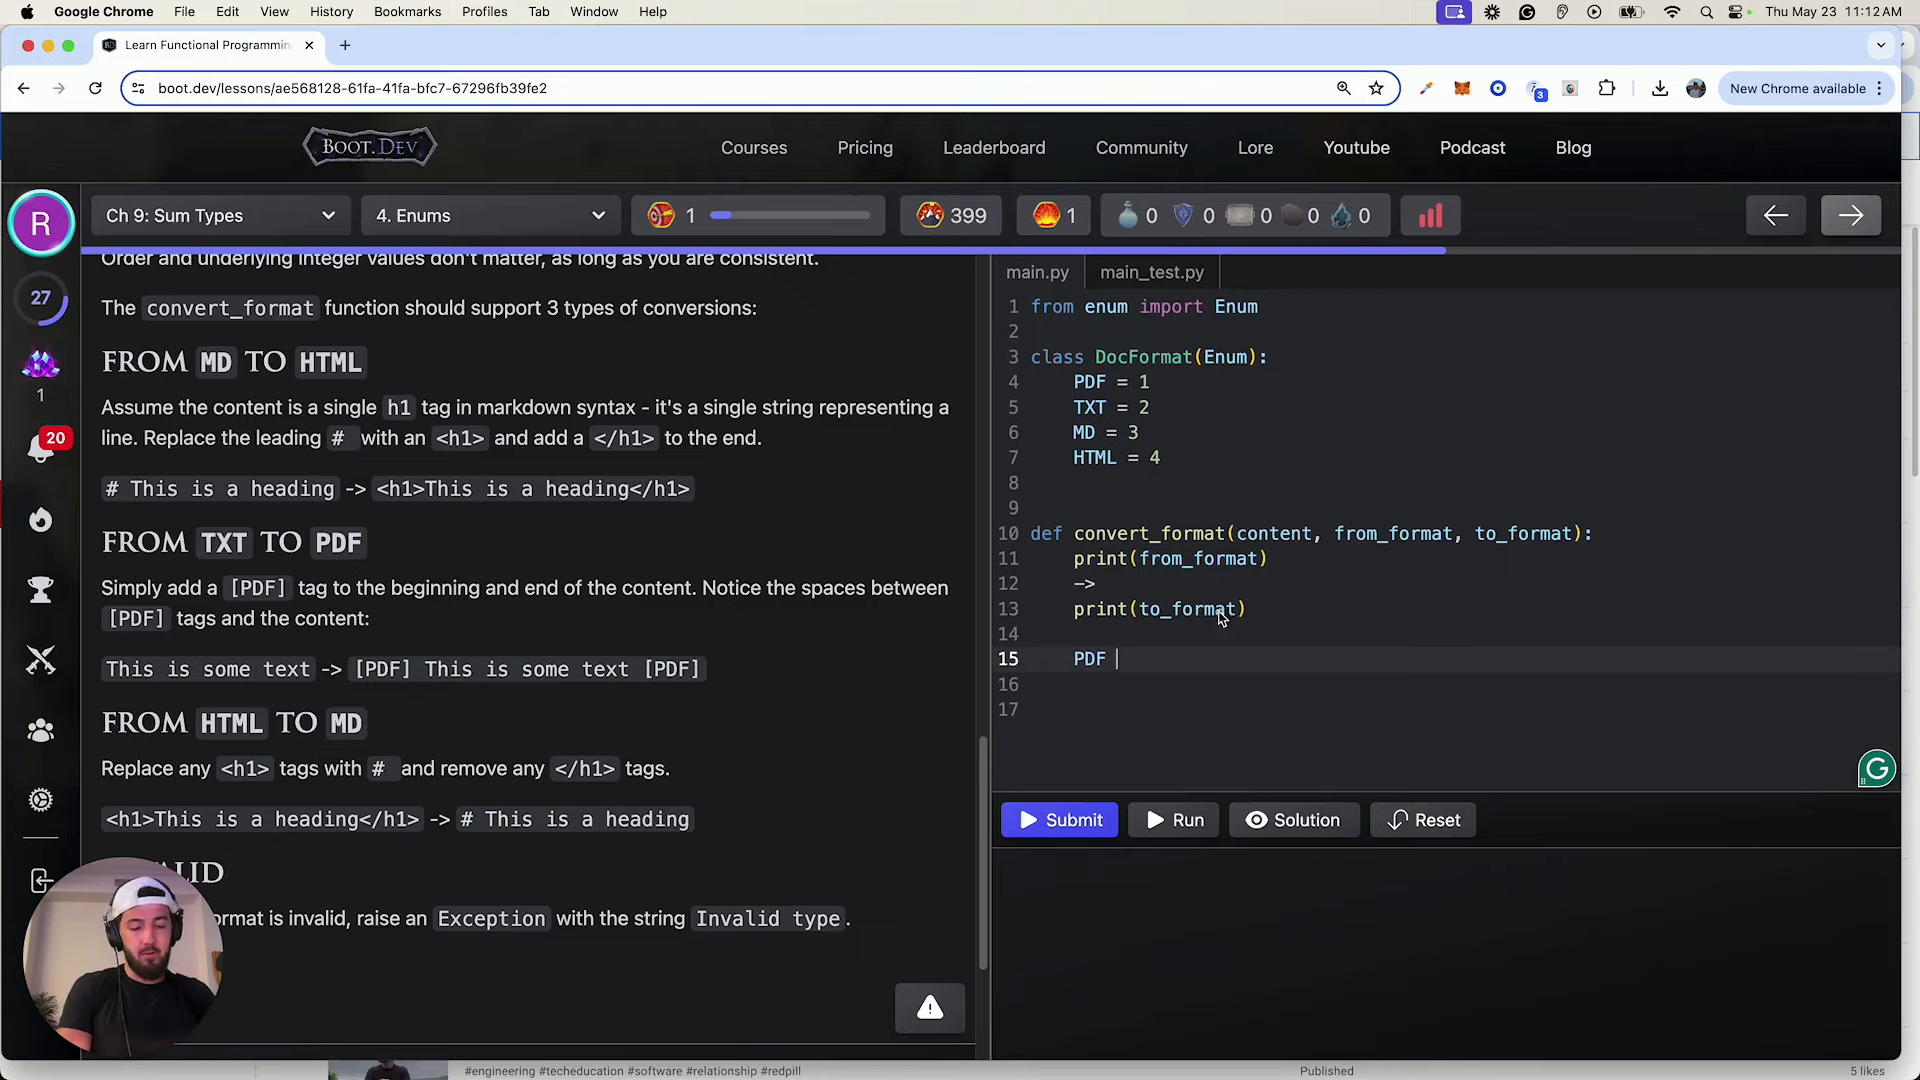 Google Chrome File Edit View History Bookmarks Profiles Tab Window Help Thu May 23 11:12 AM
Learn Functional Programmin
boot.dev/lessons/ae568128-61fa-41fa-bfc7-67296fb39fe2
3
New Chrome available
BOOT.DEV
Courses Pricing Leaderboard Community Lore Youtube Podcast Blog
R
Ch 9: Sum Types
4. Enums
1
399
1
0 0 0 0 0
27
1
20
Order and underlying integer values don't matter, as long as you are consistent.
The convert_format function should support 3 types of conversions:
FROM MD TO HTML
Assume the content is a single h1 tag in markdown syntax - it's a single string representing a
line. Replace the leading # with an <h1> and add a </h1> to the end.
# This is a heading -> <h1>This is a heading</h1>
FROM TXT TO PDF
Simply add a [PDF] tag to the beginning and end of the content. Notice the spaces between
[PDF] tags and the content:
This is some text -> [PDF] This is some text [PDF]
FROM HTML TO MD
Replace any <h1> tags with # and remove any </h1> tags.
<h1>This is a heading</h1> -> # This is a heading
ALID
ormat is invalid, raise an Exception with the string Invalid type.
main.py main_test.py
1 from enum import Enum
2
3 class DocFormat(Enum):
4 PDF = 1
5 TXT = 2
6 MD = 3
7 HTML = 4
8
9
10 def convert_format(content, from_format, to_format):
11 print(from_format)
12 ->
13 print(to_format)
14
15 PDF
16
17
G
Submit Run Solution Reset
#engineering #techeducation #software #relationship #redpill
Published
5 likes